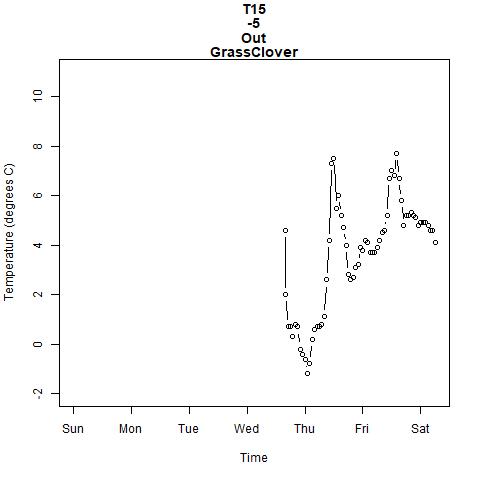 T15
-5
Out
GrassClover
Temperature (degrees C)
10
8
6
4
2
0
-2
Sun Mon Tue Wed Thu Fri Sat
Time